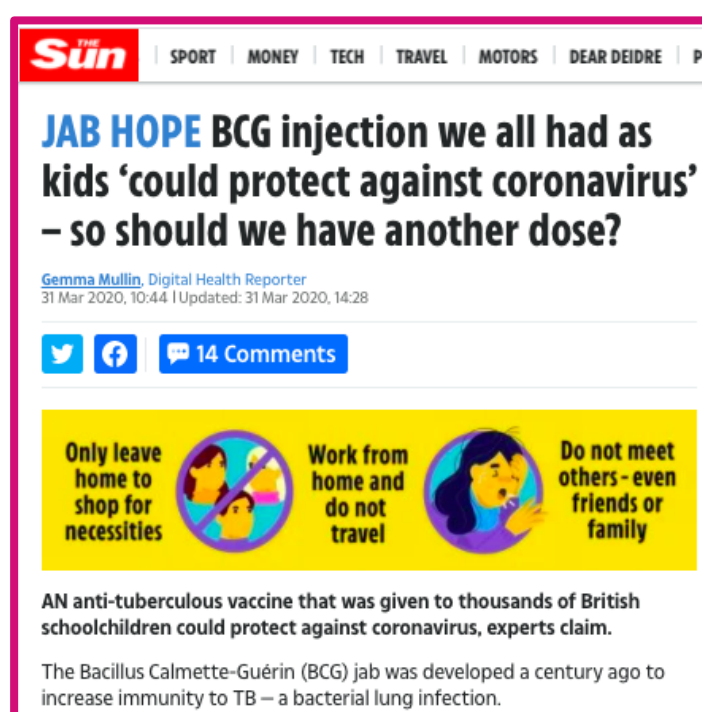 THE
Sun
SPORT | MONEY | TECH | TRAVEL | MOTORS | DEAR DEIDRE |
JAB HOPE BCG injection we all had as
kids ‘could protect against coronavirus’
– so should we have another dose?
Gemma Mullin, Digital Health Reporter
31 Mar 2020, 10:44 | Updated: 31 Mar 2020, 14:28
14 Comments
Only leave
home to
shop for
necessities
Work from
home and
do not
travel
Do not meet
others - even
friends or
family
AN anti-tuberculous vaccine that was given to thousands of British
schoolchildren could protect against coronavirus, experts claim.
The Bacillus Calmette-Guérin (BCG) jab was developed a century ago to
increase immunity to TB – a bacterial lung infection.